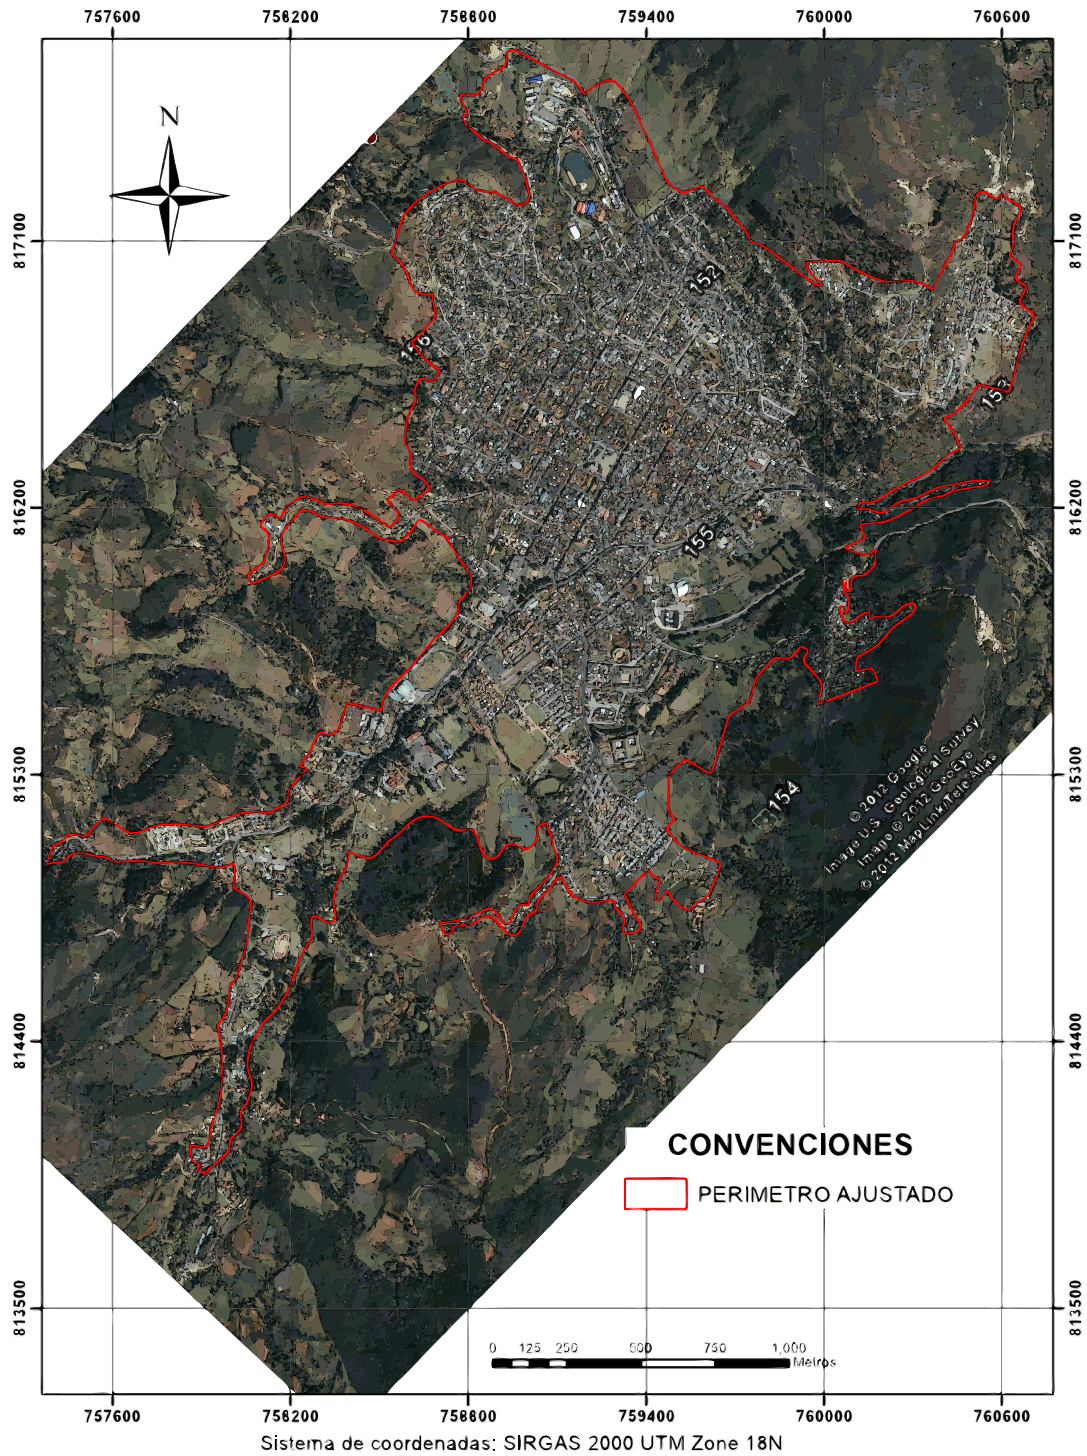 757600 758200 758800 759400 760000 760600
N
817100 817100
152
156
153
816200 816200
155
© 2012 Google
Image U.S. Geological Survey
Image © 2012 GeoEye
© 2012 MapLink/Tele Atlas
815300 815300
154
814400 814400
CONVENCIONES
PERIMETRO AJUSTADO
813500 813500
0 125 250 500 750 1,000
Metros
757600 758200 758800 759400 760000 760600
Sistema de coordenadas: SIRGAS 2000 UTM Zone 18N